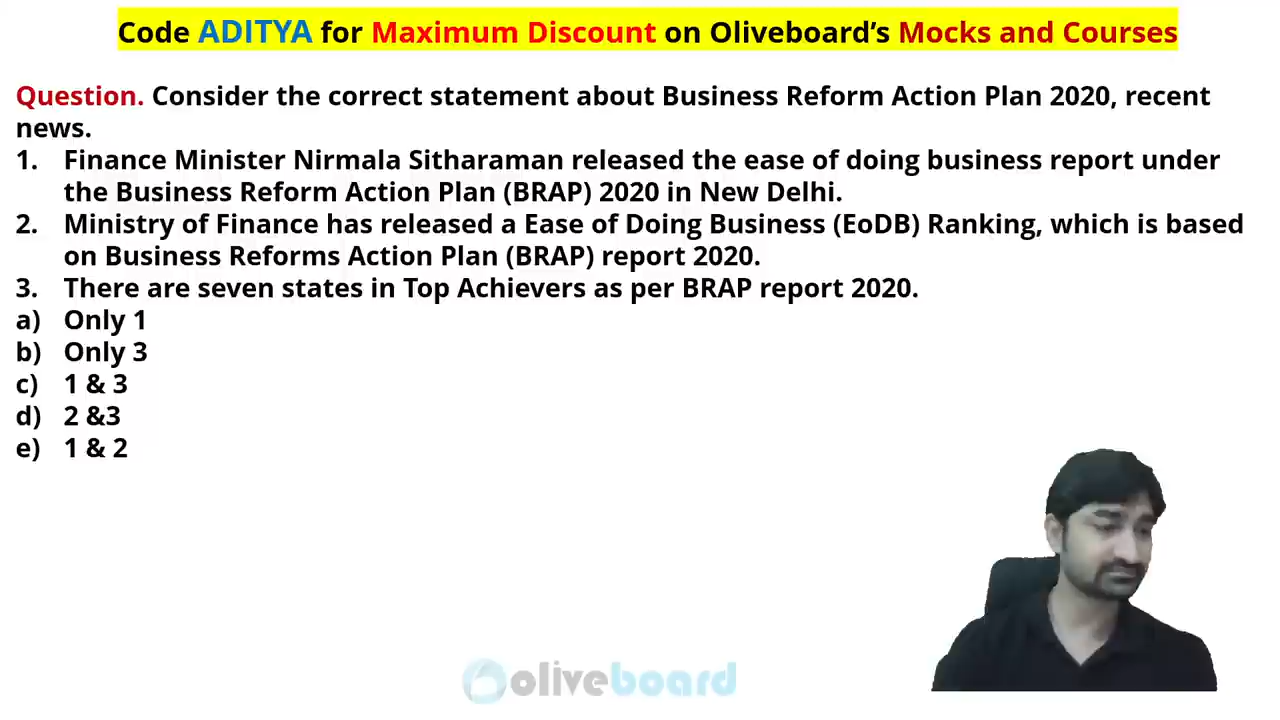 Code ADITYA for Maximum Discount on Oliveboard's Mocks and Courses
Question. Consider the correct statement about Business Reform Action Plan 2020, recent
news.
1. Finance Minister Nirmala Sitharaman released the ease of doing business report under
the Business Reform Action Plan (BRAP) 2020 in New Delhi.
2. Ministry of Finance has released a Ease of Doing Business (EoDB) Ranking, which is based
on Business Reforms Action Plan (BRAP) report 2020.
3. There are seven states in Top Achievers as per BRAP report 2020.
a) Only 1
b) Only 3
c) 1 & 3
d) 2 &3
e) 1 & 2
oliveboard